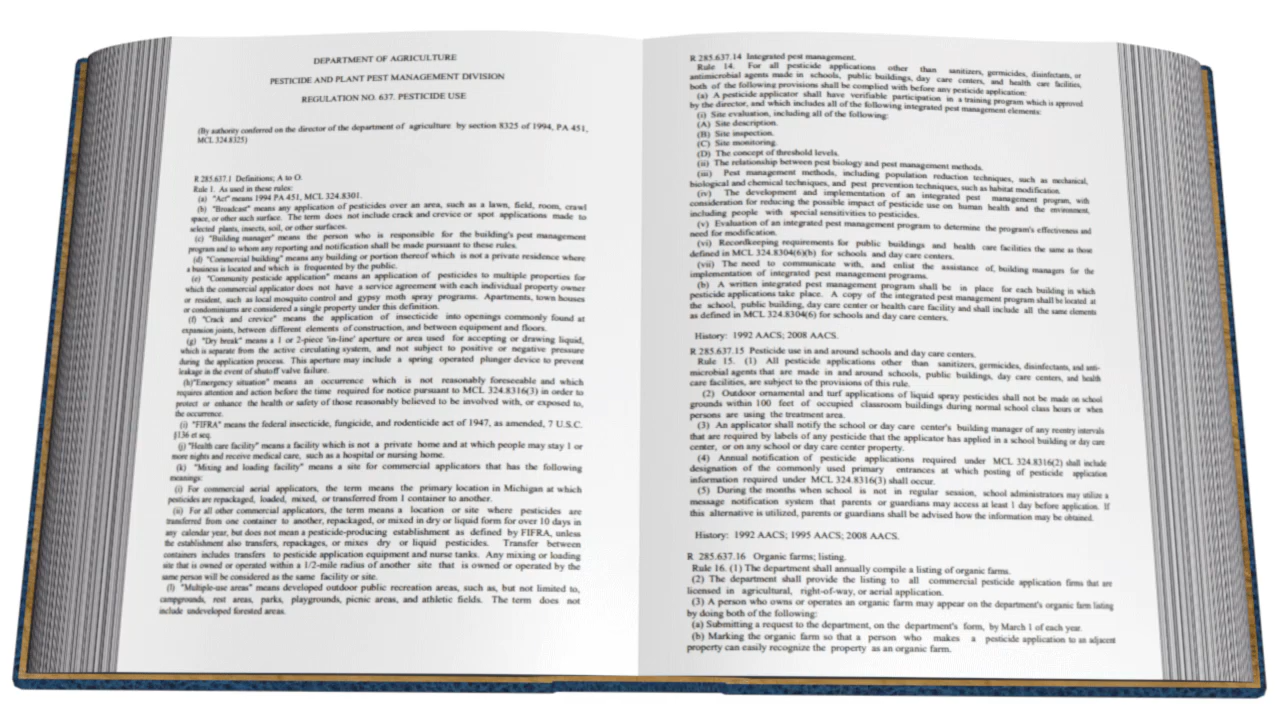 DEPARTMENT OF AGRICULTURE
PESTICIDE AND PLANT PEST MANAGEMENT DIVISION
REGULATION NO. 637. PESTICIDE USE
(By authority conferred on the director of the department of agriculture by section 8325 of 1994, PA 451,
MCL 324.8325)
R 285.637.1 Definitions; A to O.
Rule 1. As used in these rules:
(a) "Act" means 1994 PA 451, MCL 324.8301.
(b) "Broadcast" means any application of pesticides over an area, such as a lawn, field, room, crawl
space, or other such surface. The term does not include crack and crevice or spot applications made to
selected plants, insects, soil, or other surfaces.
(c) "Building manager" means the person who is responsible for the building's pest management
program and to whom any reporting and notification shall be made pursuant to these rules.
(d) "Commercial building" means any building or portion thereof which is not a private residence where
a business is located and which is frequented by the public.
(e) "Community pesticide application" means an application of pesticides to multiple properties for
which the commercial applicator does not have a service agreement with each individual property owner
or resident, such as local mosquito control and gypsy moth spray programs. Apartments, town houses
or condominiums are considered a single property under this definition.
(f) "Crack and crevice" means the application of insecticide into openings commonly found at
expansion joints, between different elements of construction, and between equipment and floors.
(g) "Dry break" means a 1 or 2-piece 'in-line' aperture or area used for accepting or drawing liquid,
which is separate from the active circulating system, and not subject to positive or negative pressure
during the application process. This aperture may include a spring operated plunger device to prevent
leakage in the event of shutoff valve failure.
(h)"Emergency situation" means an occurrence which is not reasonably foreseeable and which
requires attention and action before the time required for notice pursuant to MCL 324.8316(3) in order to
protect or enhance the health or safety of those reasonably believed to be involved with, or exposed to,
the occurrence.
(i) "FIFRA" means the federal insecticide, fungicide, and rodenticide act of 1947, as amended, 7 U.S.C.
§136 et seq.
(j) "Health care facility" means a facility which is not a private home and at which people may stay 1 or
more nights and receive medical care, such as a hospital or nursing home.
(k) "Mixing and loading facility" means a site for commercial applicators that has the following
meanings:
(i) For commercial aerial applicators, the term means the primary location in Michigan at which
pesticides are repackaged, loaded, mixed, or transferred from 1 container to another.
(ii) For all other commercial applicators, the term means a location or site where pesticides are
transferred from one container to another, repackaged, or mixed in dry or liquid form for over 10 days in
any calendar year, but does not mean a pesticide-producing establishment as defined by FIFRA, unless
the establishment also transfers, repackages, or mixes dry or liquid pesticides. Transfer between
containers includes transfers to pesticide application equipment and nurse tanks. Any mixing or loading
site that is owned or operated within a 1/2-mile radius of another site that is owned or operated by the
same person will be considered as the same facility or site.
(l) "Multiple-use areas" means developed outdoor public recreation areas, such as, but not limited to,
campgrounds, rest areas, parks, playgrounds, picnic areas, and athletic fields. The term does not
include undeveloped forested areas.
R 285.637.14 Integrated pest management.
Rule 14. For all pesticide applications other than sanitizers, germicides, disinfectants, or
antimicrobial agents made in schools, public buildings, day care centers, and health care facilities,
both of the following provisions shall be complied with before any pesticide application:
(a) A pesticide applicator shall have verifiable participation in a training program which is approved
by the director, and which includes all of the following integrated pest management elements:
(i) Site evaluation, including all of the following:
(A) Site description.
(B) Site inspection.
(C) Site monitoring.
(D) The concept of threshold levels.
(ii) The relationship between pest biology and pest management methods.
(iii) Pest management methods, including population reduction techniques, such as mechanical,
biological and chemical techniques, and pest prevention techniques, such as habitat modification.
(iv) The development and implementation of an integrated pest management program, with
consideration for reducing the possible impact of pesticide use on human health and the environment,
including people with special sensitivities to pesticides.
(v) Evaluation of an integrated pest management program to determine the program's effectiveness and
need for modification.
(vi) Recordkeeping requirements for public buildings and health care facilities the same as those
defined in MCL 324.8304(6)(h) for schools and day care centers.
(vii) The need to communicate with, and enlist the assistance of, building managers for the
implementation of integrated pest management programs.
(b) A written integrated pest management program shall be in place for each building in which
pesticide applications take place. A copy of the integrated pest management program shall be located at
the school, public building, day care center or health care facility and shall include all the same elements
as defined in MCL 324.8304(6) for schools and day care centers.
History: 1992 AACS; 2008 AACS.
R 285.637.15 Pesticide use in and around schools and day care centers.
Rule 15. (1) All pesticide applications other than sanitizers, germicides, disinfectants, and anti-
microbial agents that are made in and around schools, public buildings, day care centers, and health
care facilities, are subject to the provisions of this rule.
(2) Outdoor ornamental and turf applications of liquid spray pesticides shall not be made on school
grounds within 100 feet of occupied classroom buildings during normal school class hours or when
persons are using the treatment area.
(3) An applicator shall notify the school or day care center's building manager of any reentry intervals
that are required by labels of any pesticide that the applicator has applied in a school building or day care
center, or on any school or day care center property.
(4) Annual notification of pesticide applications required under MCL 324.8316(2) shall include
designation of the commonly used primary entrances at which posting of pesticide application
information required under MCL 324.8316(3) shall occur.
(5) During the months when school is not in regular session, school administrators may utilize a
message notification system that parents or guardians may access at least 1 day before application. If
this alternative is utilized, parents or guardians shall be advised how the information may be obtained.
History: 1992 AACS; 1995 AACS; 2008 AACS.
R 285.637.16 Organic farms; listing.
Rule 16. (1) The department shall annually compile a listing of organic farms.
(2) The department shall provide the listing to all commercial pesticide application firms that are
licensed in agricultural, right-of-way, or aerial application.
(3) A person who owns or operates an organic farm may appear on the department's organic farm listing
by doing both of the following:
(a) Submitting a request to the department, on the department's form, by March 1 of each year.
(b) Marking the organic farm so that a person who makes a pesticide application to an adjacent
property can easily recognize the property as an organic farm.